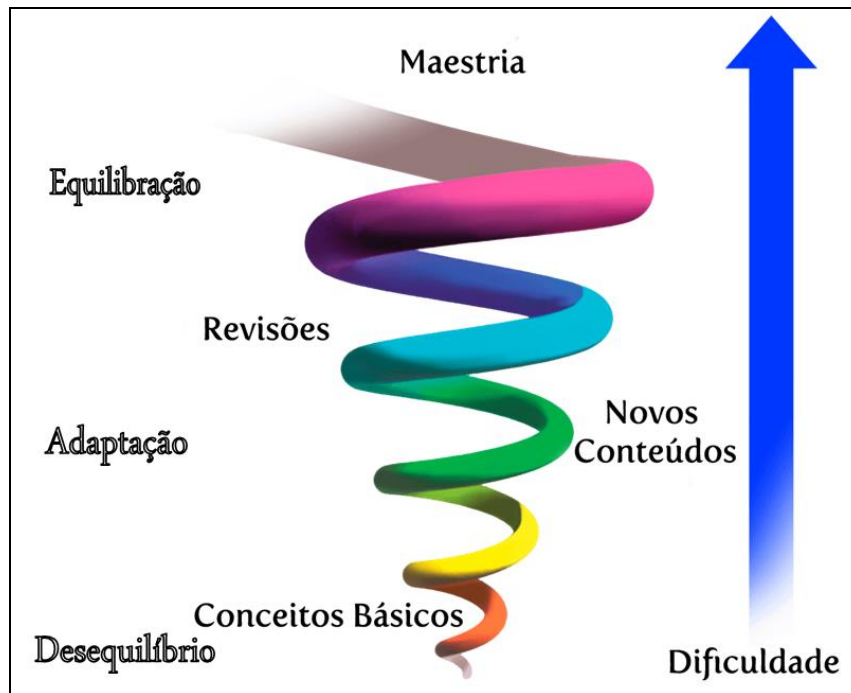 Maestria
Equilibração
Revisões
Novos
Conteúdos
Adaptação
Conceitos Básicos
Desequilíbrio
Dificuldade